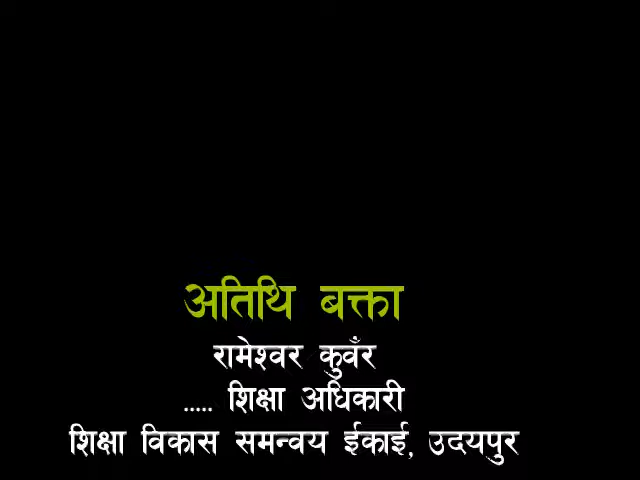 अतिथि बक्ता
रामेश्वर कुवँर
..... शिक्षा अधिकारी
शिक्षा विकास समन्वय ईकाई, उदयपुर